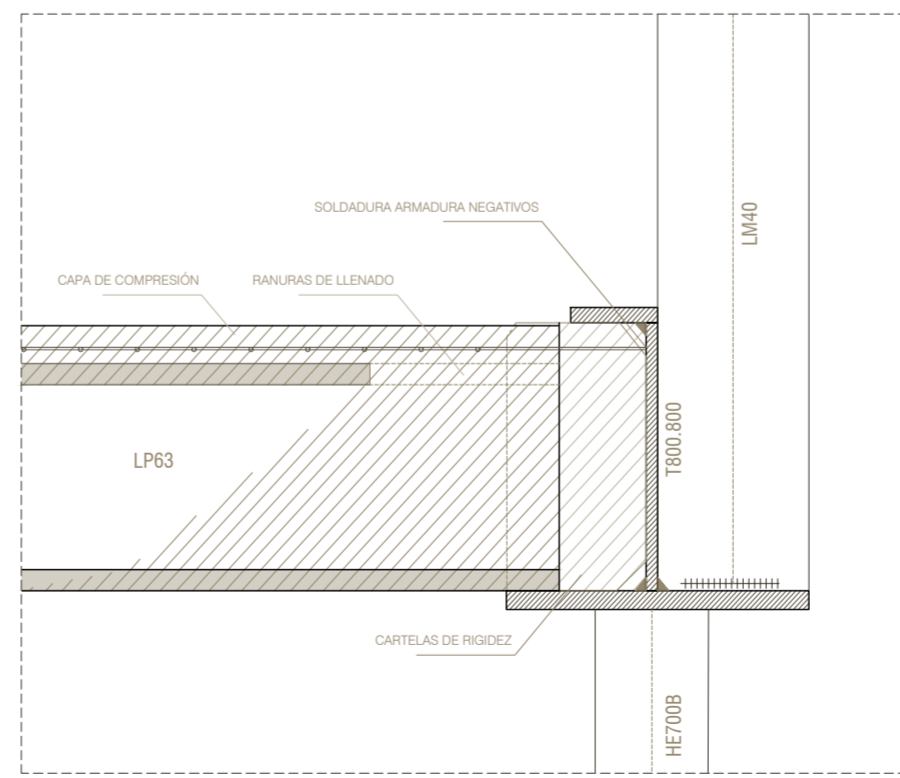 SOLDADURA ARMADURA NEGATIVOS
LM40
CAPA DE COMPRESIÓN
RANURAS DE LLENADO
LP63
T800.800
CARTELAS DE RIGIDEZ
HE700B